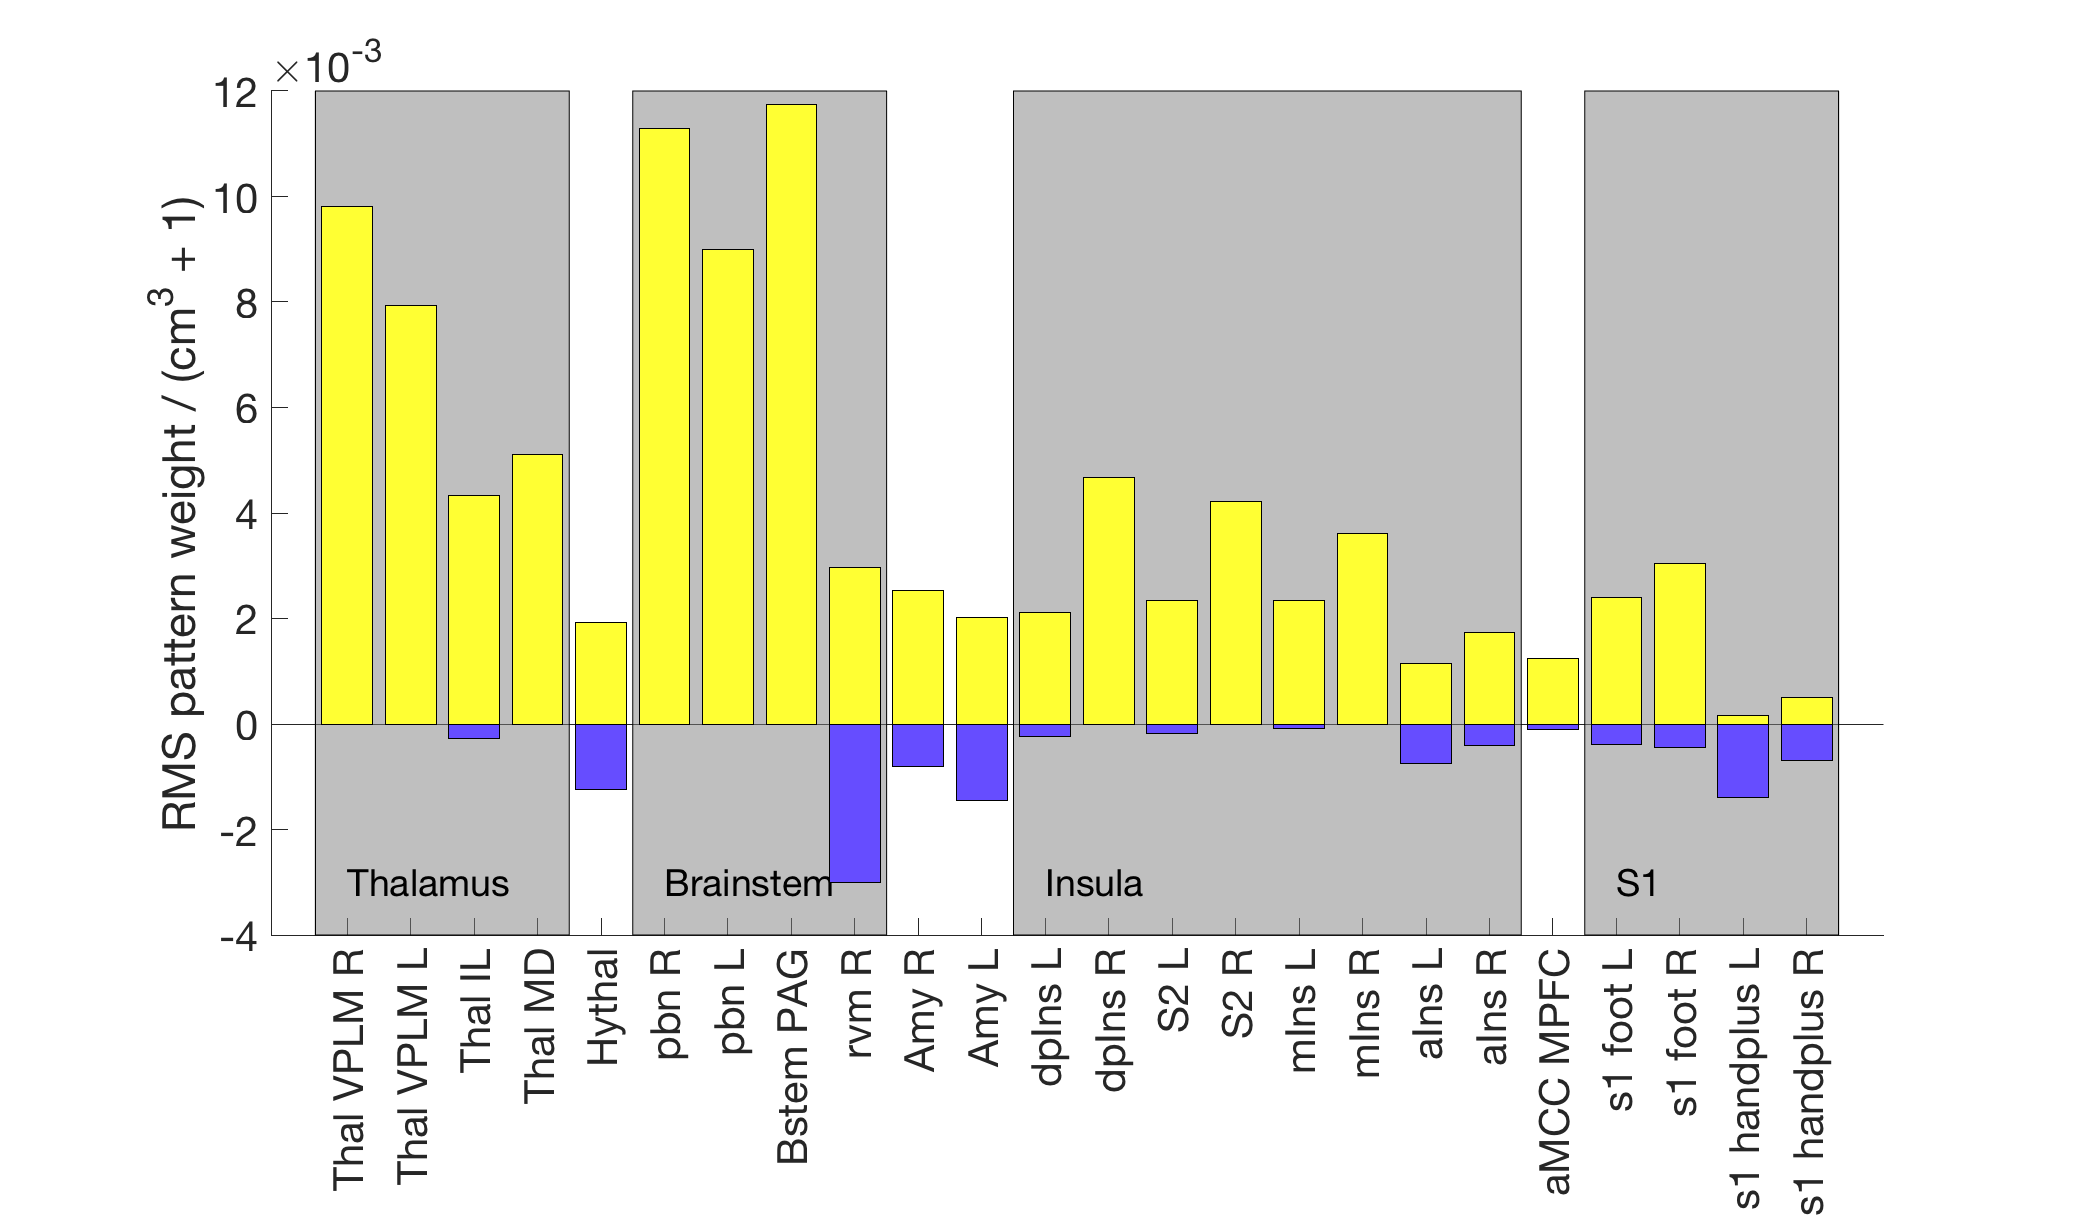 ×10-3
RMS pattern weight / (cm3 + 1)
12
10
8
6
4
2
0
-2
-4
Thalamus
Brainstem
Insula
S1
Thal VPLM R
Thal VPLM L
Thal IL
Thal MD
Hythal
pbn R
pbn L
Bstem PAG
rvm R
Amy R
Amy L
dpIns L
dpIns R
S2 L
S2 R
mIns L
mIns R
aIns L
aIns R
aMCC MPFC
s1 foot L
s1 foot R
s1 handplus L
s1 handplus R